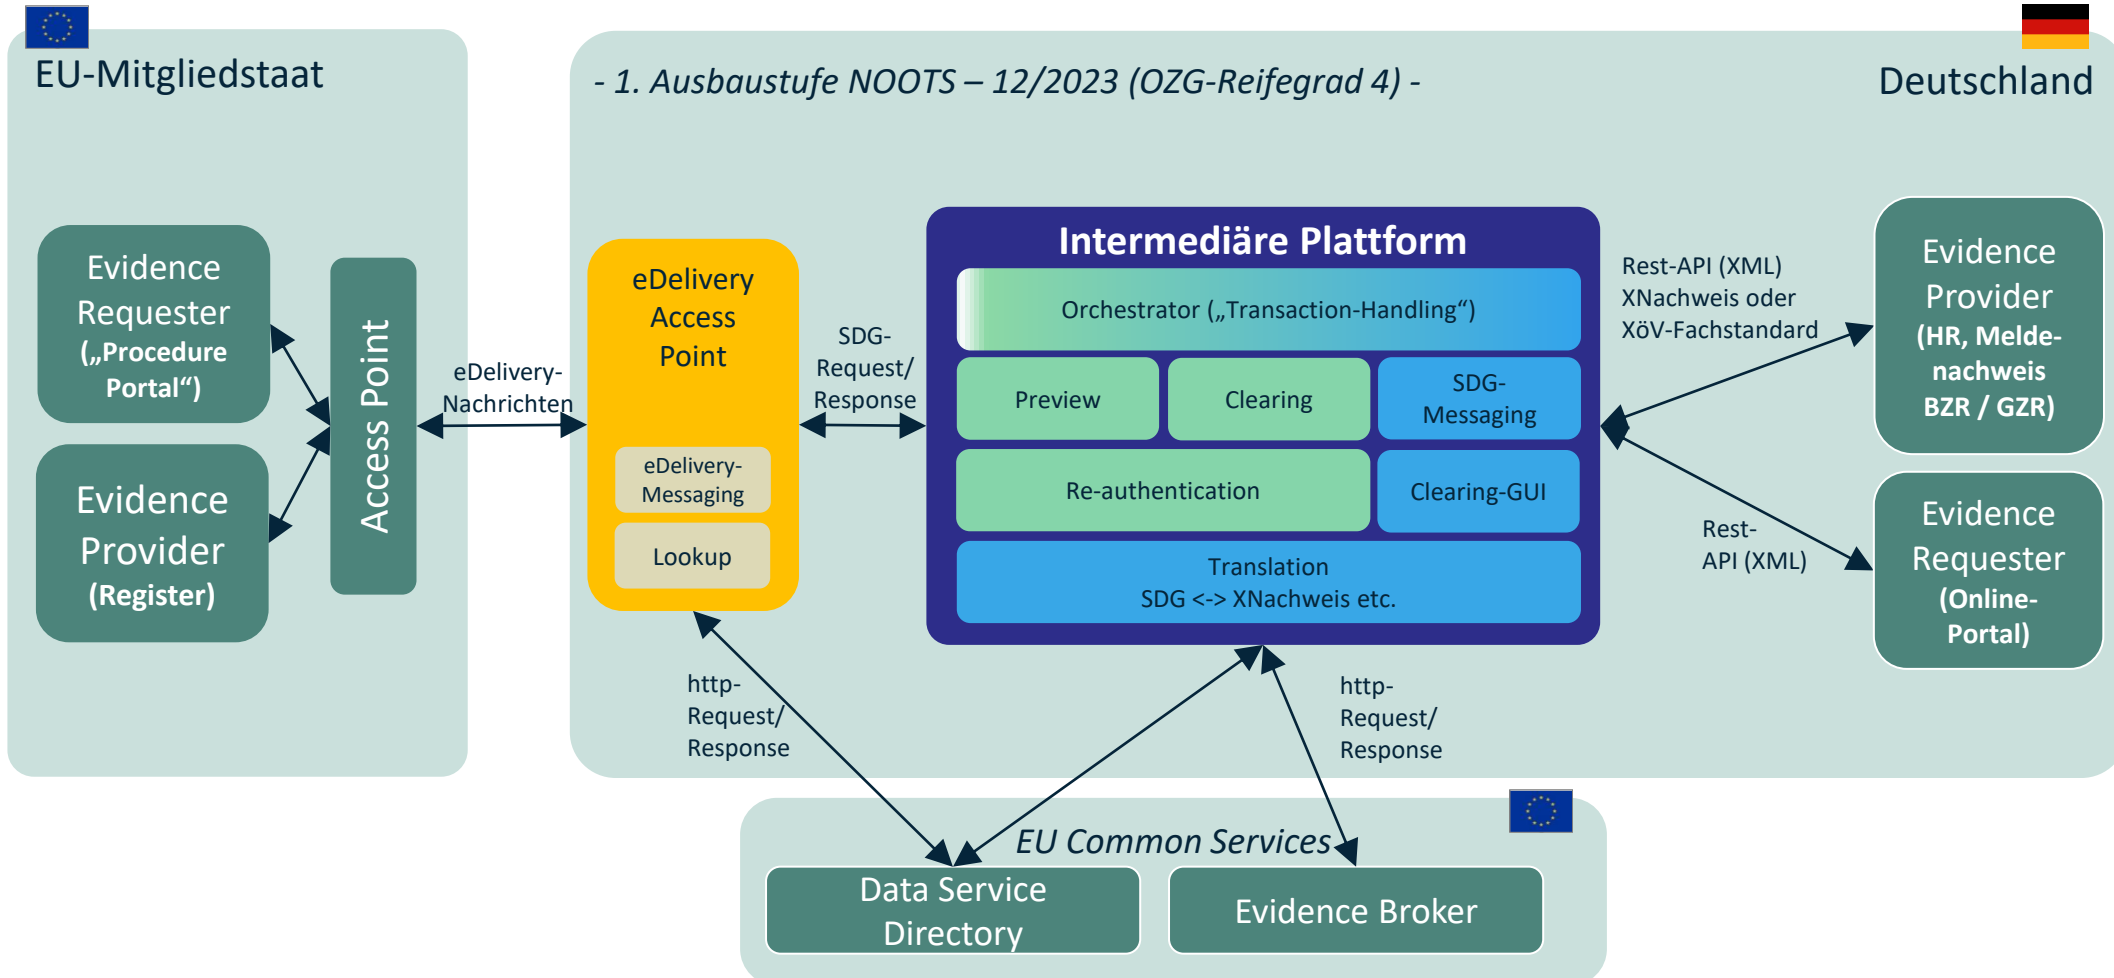 EU-Mitgliedstaat
- 1. Ausbaustufe NOOTS – 12/2023 (OZG-Reifegrad 4) -
Deutschland
Evidence
Requester
(„Procedure
Portal“)
Evidence
Provider
(Register)
Access Point
eDelivery-
Nachrichten
eDelivery
Access
Point
eDelivery-
Messaging
Lookup
SDG-
Request/
Response
Intermediäre Plattform
Orchestrator („Transaction-Handling“)
Preview
Clearing
SDG-
Messaging
Re-authentication
Clearing-GUI
Translation
SDG <-> XNachweis etc.
Rest-API (XML)
XNachweis oder
XöV-Fachstandard
Rest-
API (XML)
Evidence
Provider
(HR, Melde-
nachweis
BZR / GZR)
Evidence
Requester
(Online-
Portal)
http-
Request/
Response
http-
Request/
Response
EU Common Services
Data Service
Directory
Evidence Broker